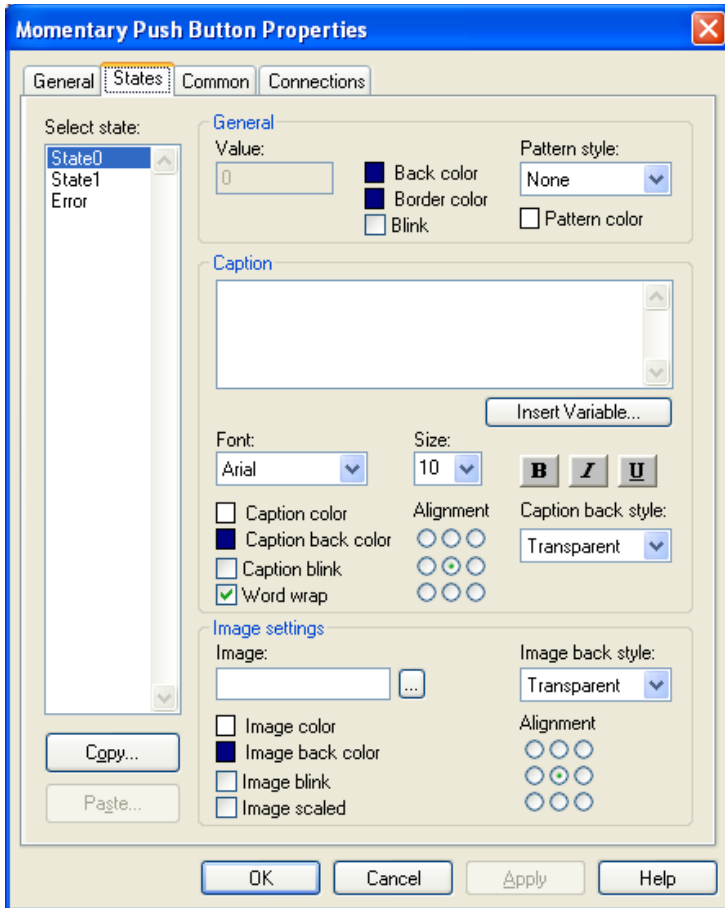 Momentary Push Button Properties
General States Common Connections
Select state:
State0
State1
Error
Copy...
Paste...
General
Value:
0
Back color
Border color
Blink
Pattern style:
None
Pattern color
Caption
Insert Variable...
Font:
Arial
Size:
10
B I U
Caption color
Caption back color
Caption blink
Word wrap
Alignment
Caption back style:
Transparent
Image settings
Image:
...
Image back style:
Transparent
Image color
Image back color
Image blink
Image scaled
Alignment
OK Cancel Apply Help